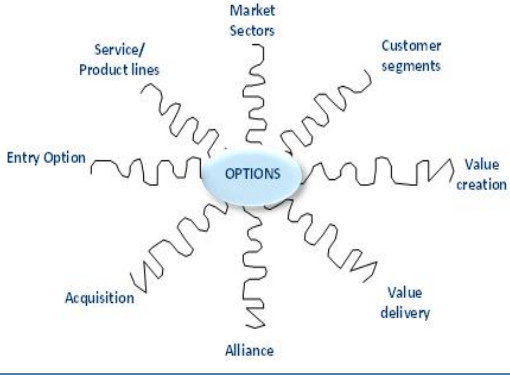 Market
Sectors
Service/
Product lines
Customer
segments
Entry Option
OPTIONS
Value
creation
Acquisition
Value
delivery
Alliance